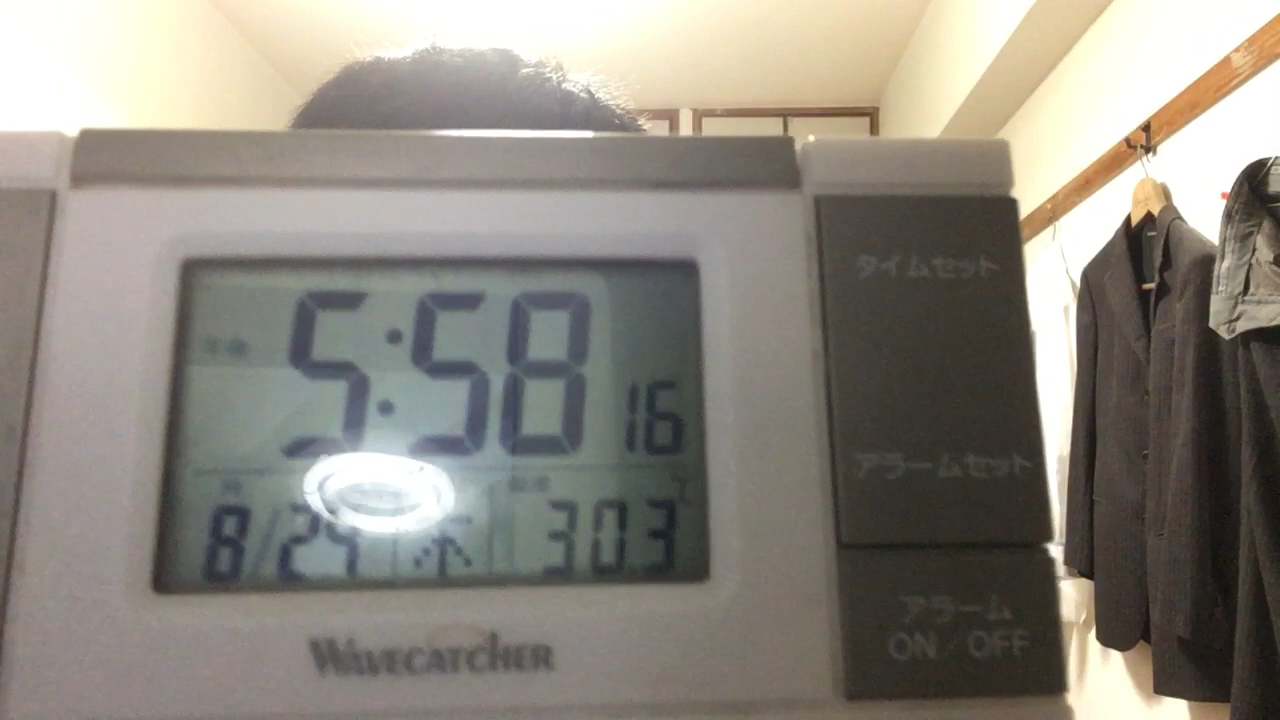 5:58 16
8/29 木 30.3 ℃
WAVECATCHER
タイムセット
アラームセット
アラーム
ON/OFF